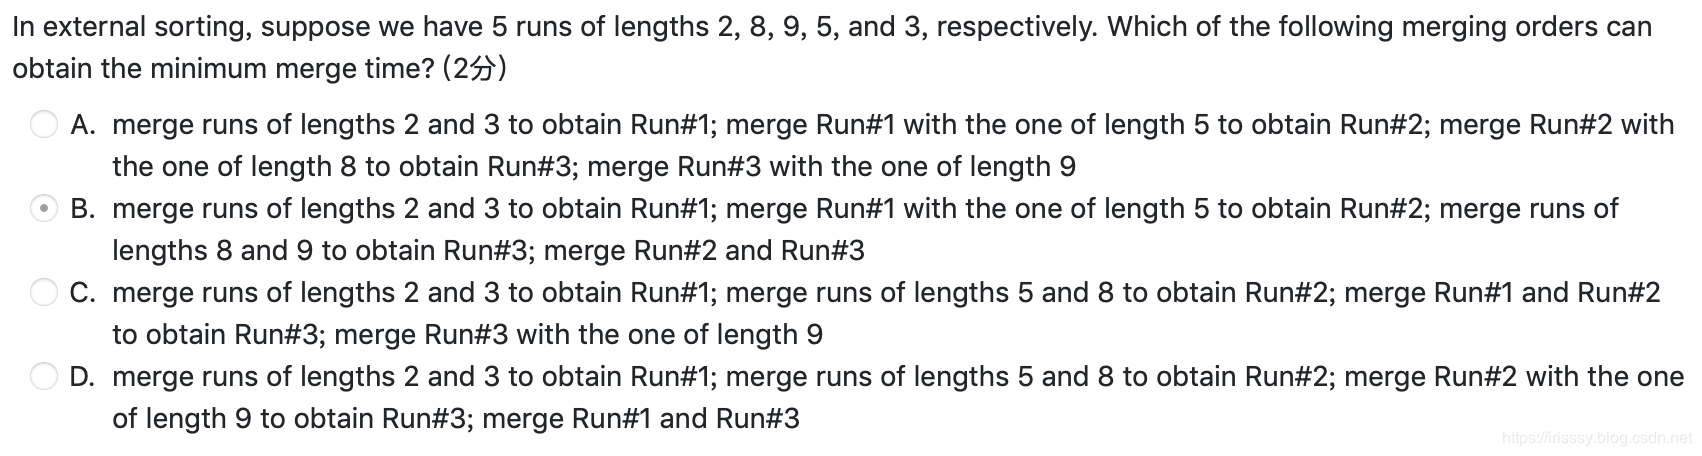 In external sorting, suppose we have 5 runs of lengths 2, 8, 9, 5, and 3, respectively. Which of the following merging orders can
obtain the minimum merge time? (2分)
A. merge runs of lengths 2 and 3 to obtain Run#1; merge Run#1 with the one of length 5 to obtain Run#2; merge Run#2 with
the one of length 8 to obtain Run#3; merge Run#3 with the one of length 9
B. merge runs of lengths 2 and 3 to obtain Run#1; merge Run#1 with the one of length 5 to obtain Run#2; merge runs of
lengths 8 and 9 to obtain Run#3; merge Run#2 and Run#3
C. merge runs of lengths 2 and 3 to obtain Run#1; merge runs of lengths 5 and 8 to obtain Run#2; merge Run#1 and Run#2
to obtain Run#3; merge Run#3 with the one of length 9
D. merge runs of lengths 2 and 3 to obtain Run#1; merge runs of lengths 5 and 8 to obtain Run#2; merge Run#2 with the one
of length 9 to obtain Run#3; merge Run#1 and Run#3
https://irisssy.blog.csdn.net